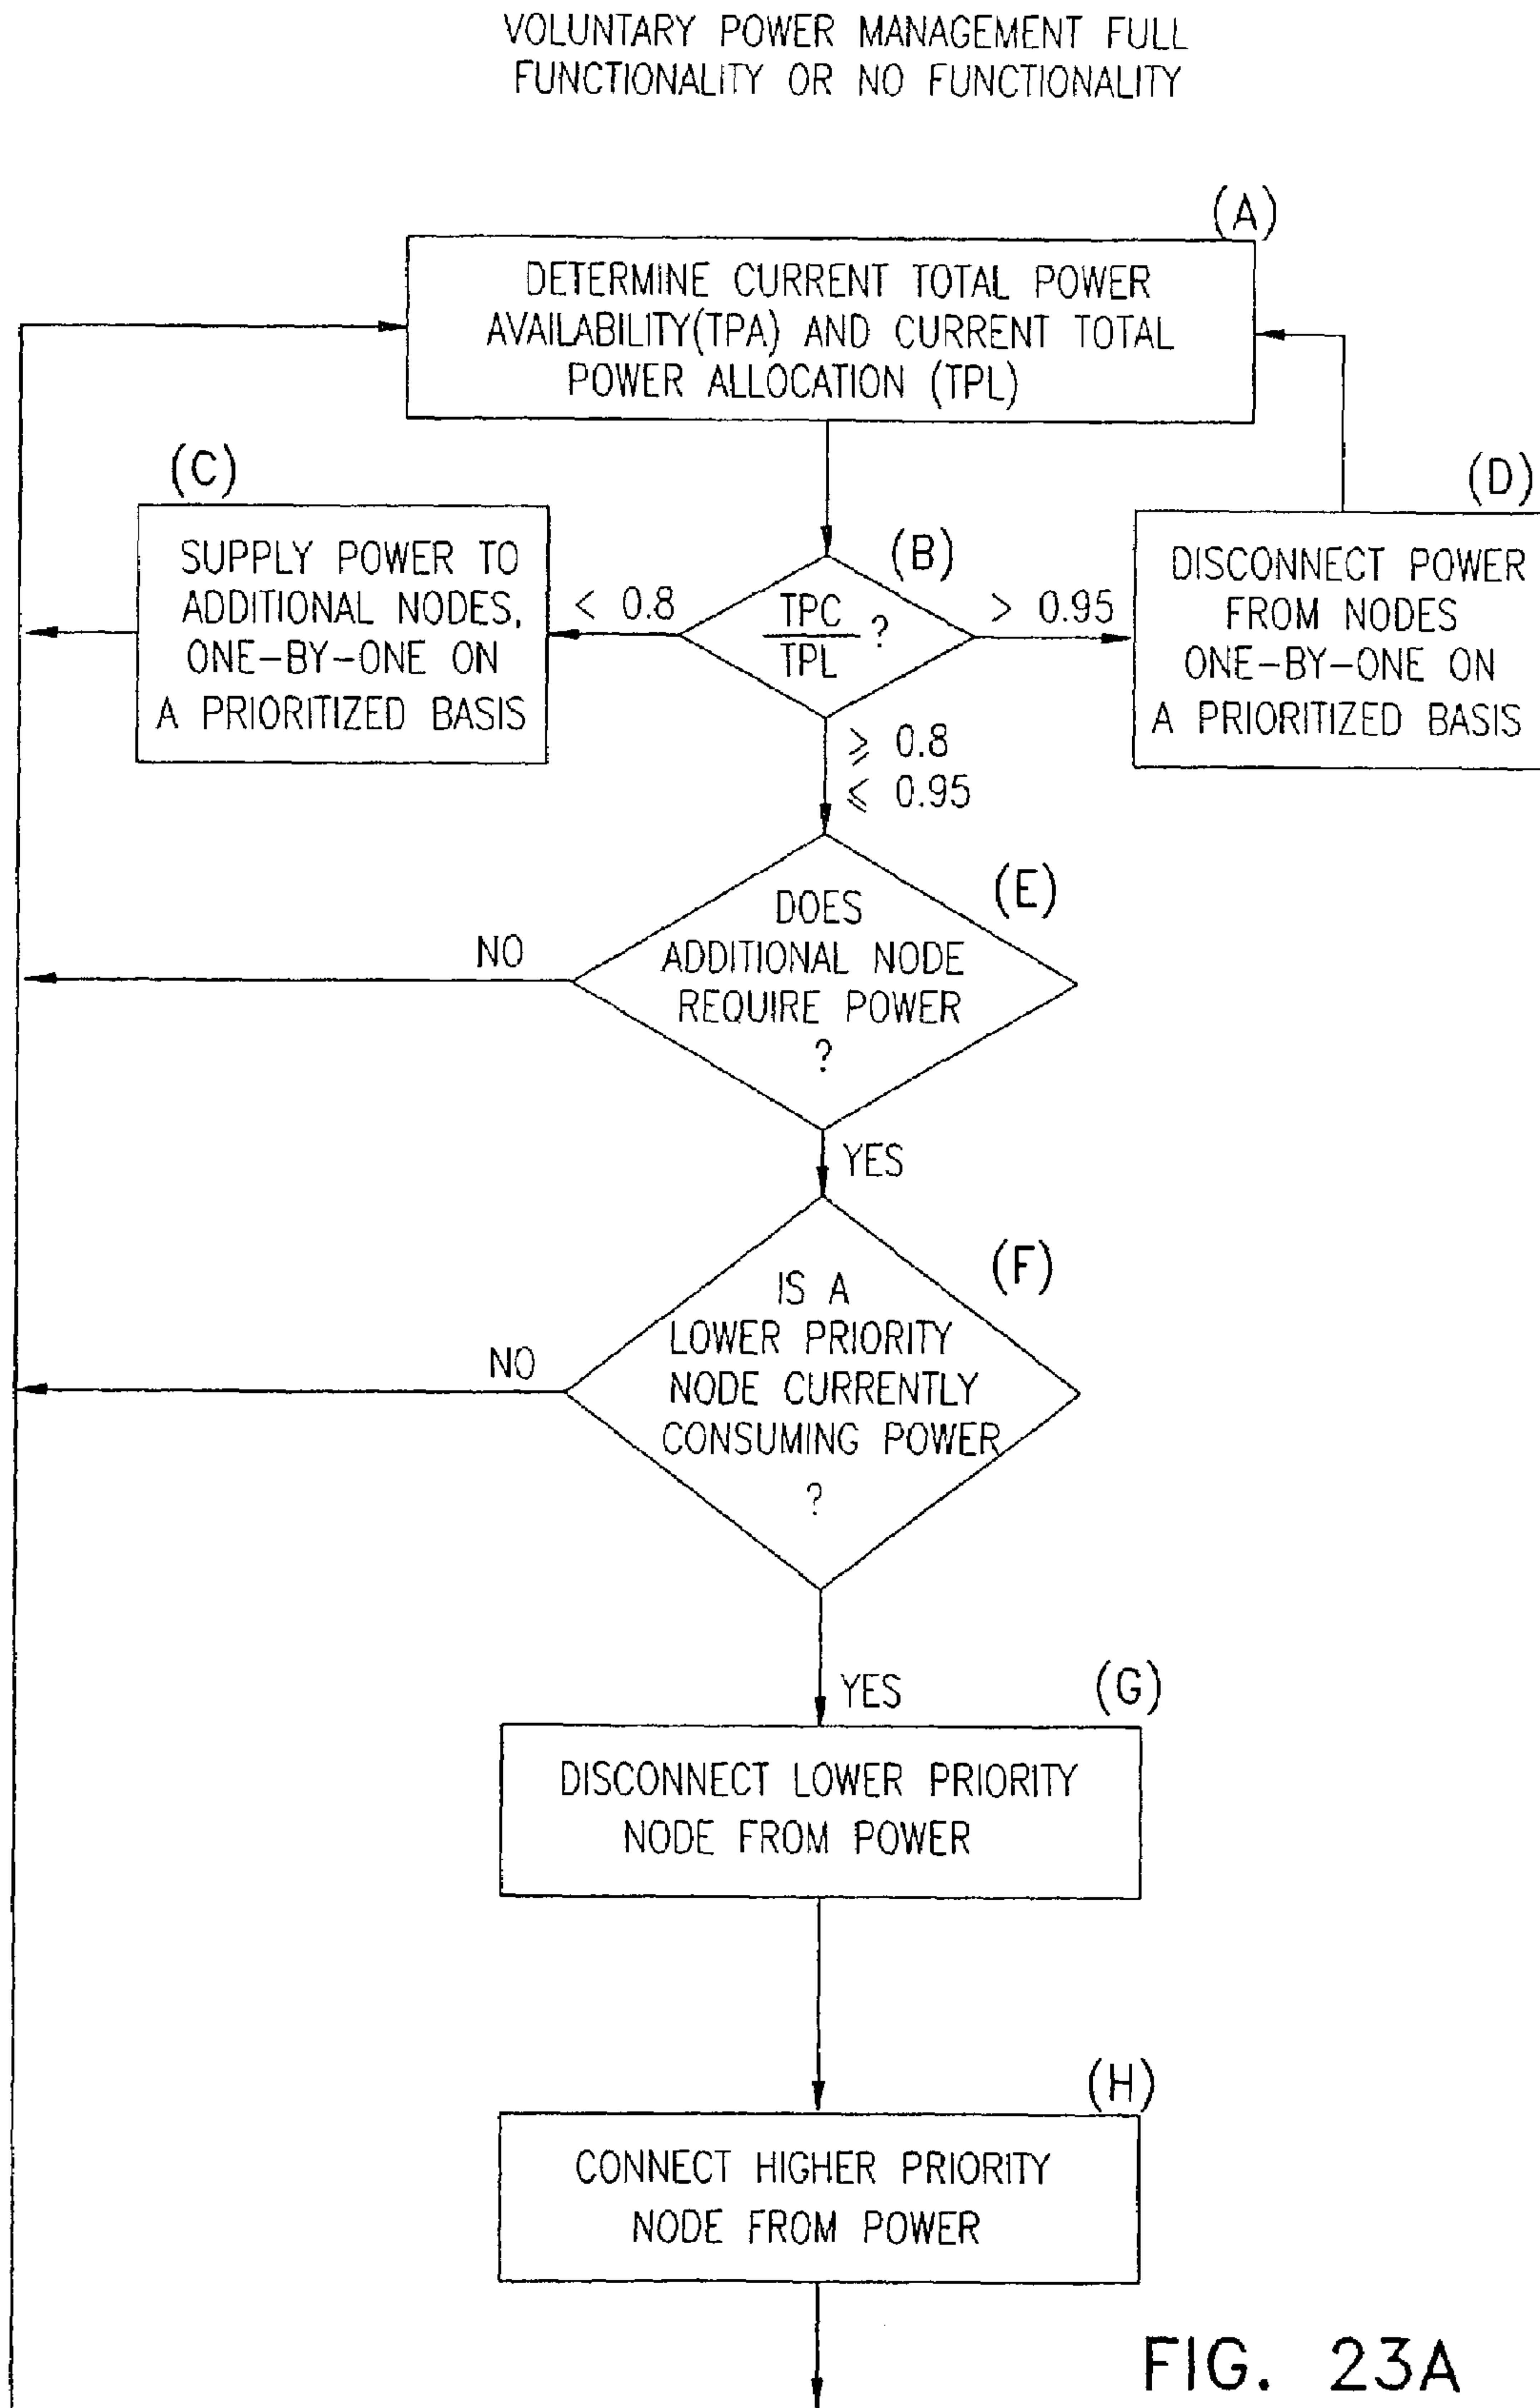 VOLUNTARY POWER MANAGEMENT FULL
FUNCTIONALITY OR NO FUNCTIONALITY
(A)
DETERMINE CURRENT TOTAL POWER
AVAILABILITY(TPA) AND CURRENT TOTAL
POWER ALLOCATION (TPL)
(C)
SUPPLY POWER TO
ADDITIONAL NODES,
ONE-BY-ONE ON
A PRIORITIZED BASIS
< 0.8
(B)
TPC
TPL
?
> 0.95
(D)
DISCONNECT POWER
FROM NODES
ONE-BY-ONE ON
A PRIORITIZED BASIS
⩾ 0.8
⩽ 0.95
(E)
DOES
ADDITIONAL NODE
REQUIRE POWER
?
NO
YES
(F)
IS A
LOWER PRIORITY
NODE CURRENTLY
CONSUMING POWER
?
NO
YES
(G)
DISCONNECT LOWER PRIORITY
NODE FROM POWER
(H)
CONNECT HIGHER PRIORITY
NODE FROM POWER
FIG. 23A